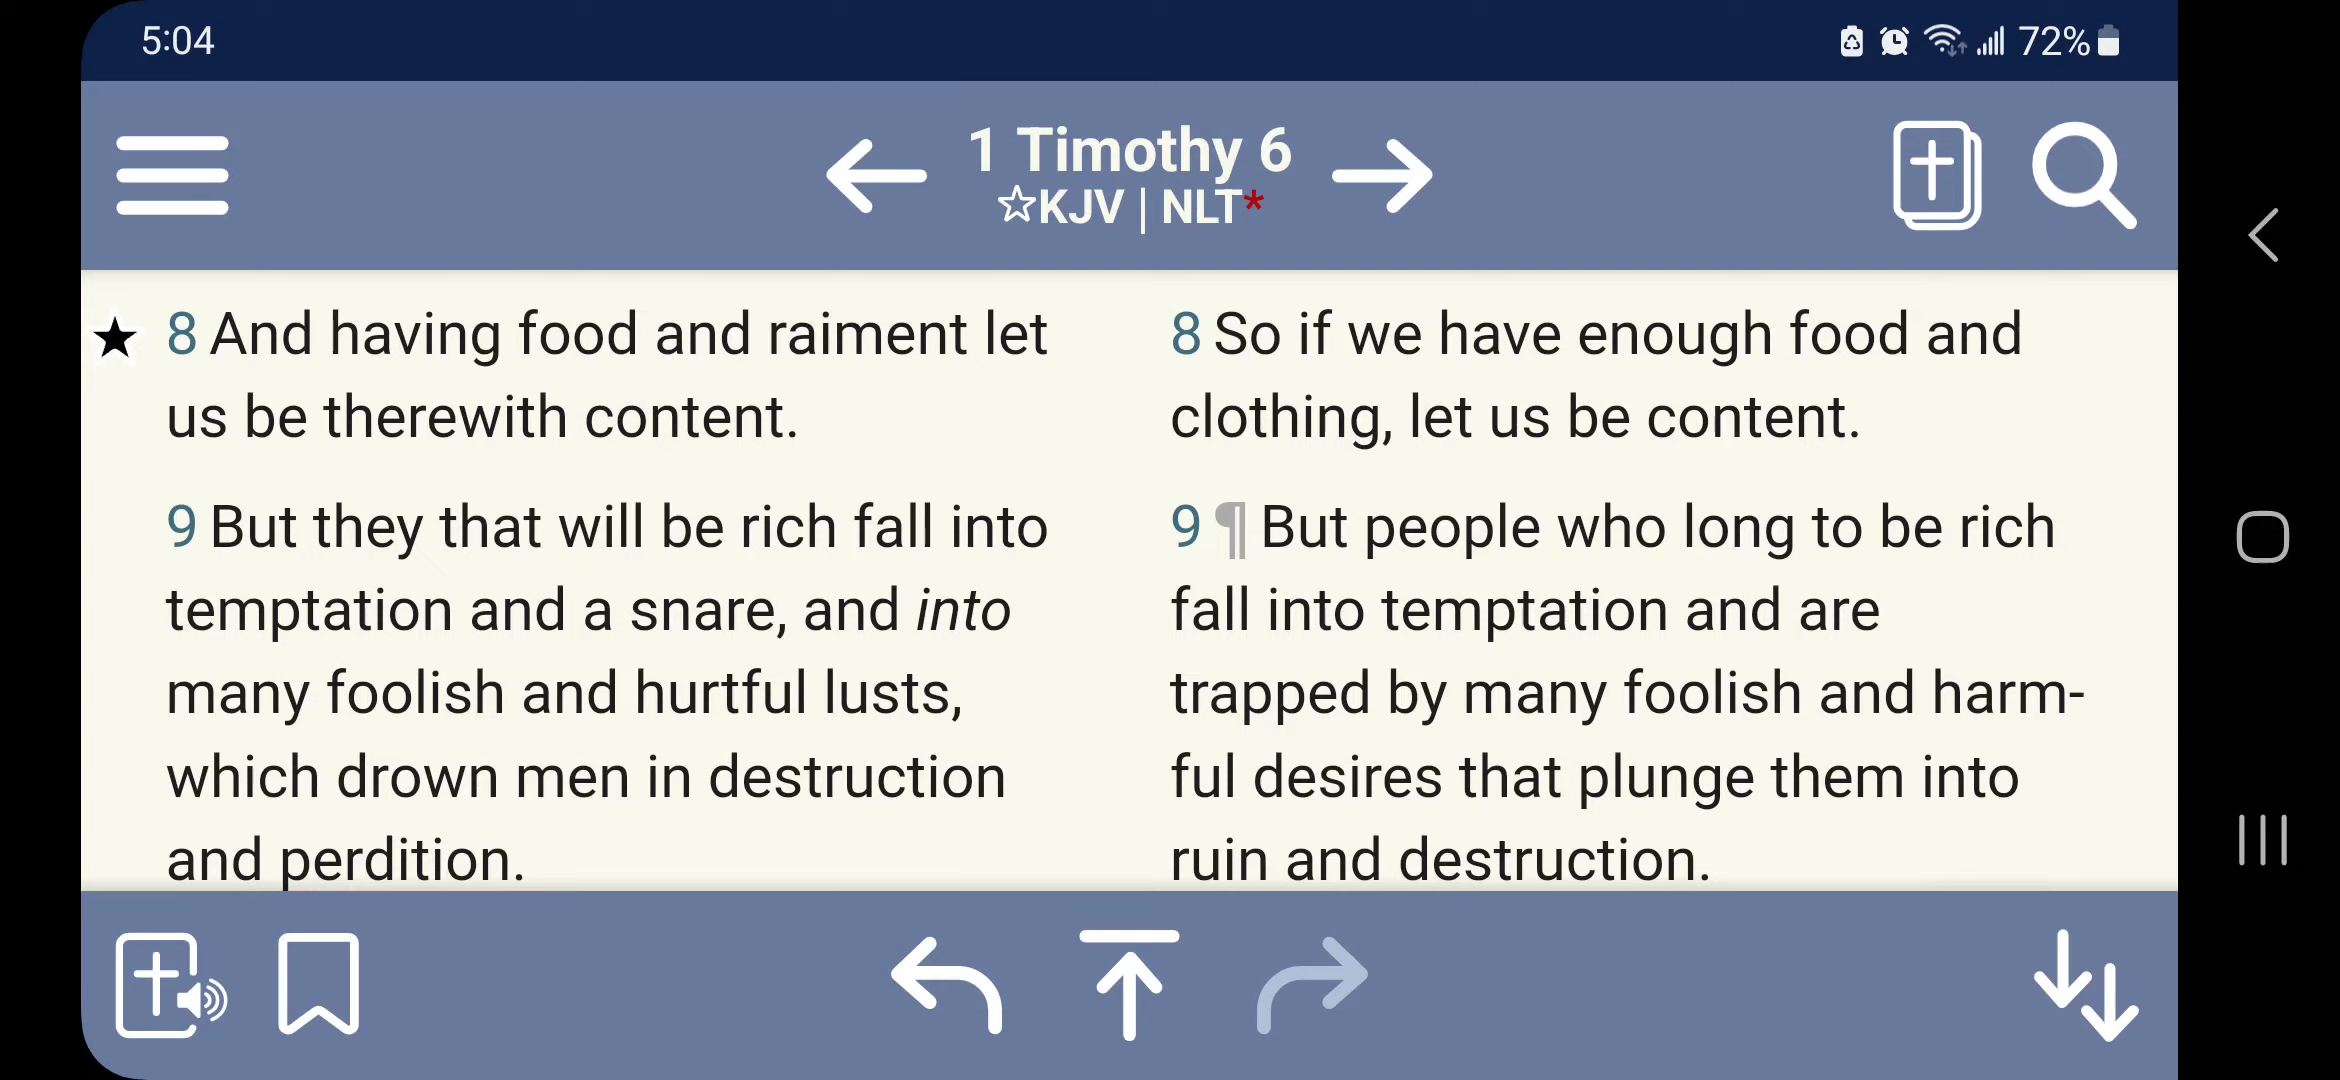 5:04
72%
1 Timothy 6
☆KJV | NLT*
8 And having food and raiment let
us be therewith content.
9 But they that will be rich fall into
temptation and a snare, and into
many foolish and hurtful lusts,
which drown men in destruction
and perdition.
8 So if we have enough food and
clothing, let us be content.
9 ¶ But people who long to be rich
fall into temptation and are
trapped by many foolish and harm-
ful desires that plunge them into
ruin and destruction.